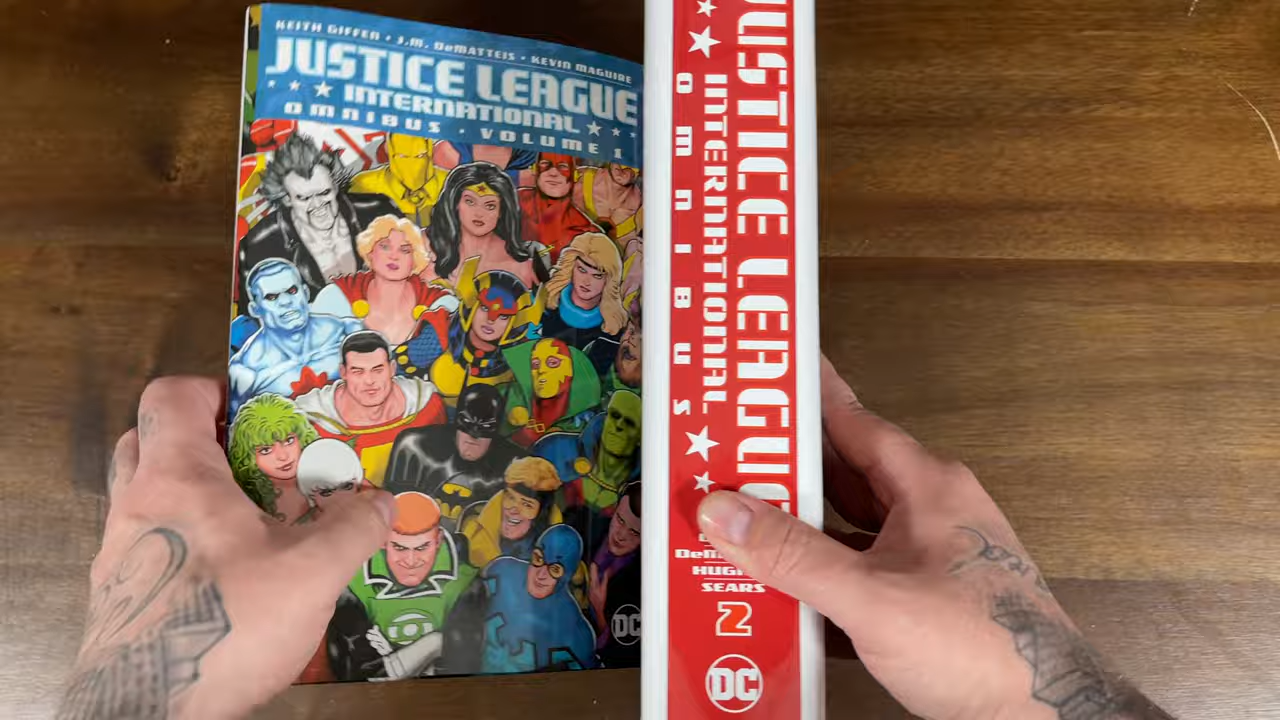 KEITH GIFFEN • J.M. DeMATTEIS • KEVIN MAGUIRE
JUSTICE LEAGUE
INTERNATIONAL
OMNIBUS • VOLUME 1
DC
JUSTICE LEAGUE
INTERNATIONAL
OMNIBUS
SEARS
2
DC